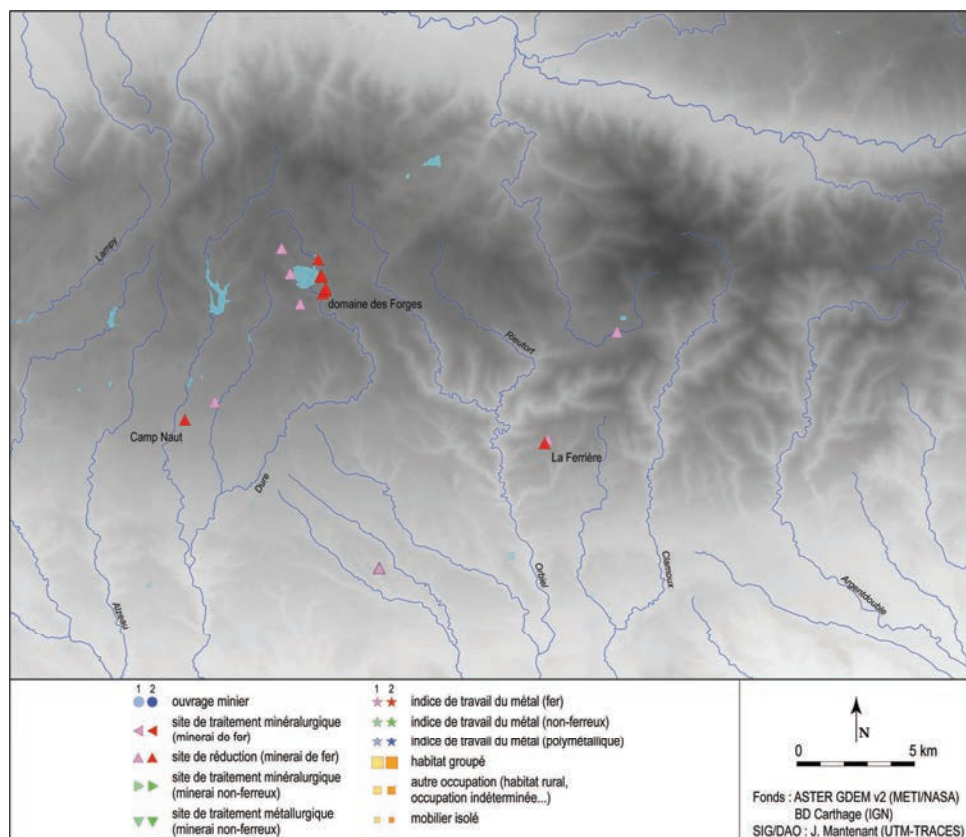 Lampy
domaine des Forges
Rieutort
Camp Naut
La Ferrière
Dure
Alzeau
Orbiel
Clamoux
Argentdouble
1 2
ouvrage minier
site de traitement minéralurgique
(minerai de fer)
site de réduction (minerai de fer)
site de traitement minéralurgique
(minerai non-ferreux)
site de traitement métallurgique
(minerai non-ferreux)
1 2
indice de travail du métal (fer)
indice de travail du métal (non-ferreux)
indice de travail du métal (polymétallique)
habitat groupé
autre occupation (habitat rural,
occupation indéterminée...)
mobilier isolé
N
0 5 km
Fonds : ASTER GDEM v2 (METI/NASA)
BD Carthage (IGN)
SIG/DAO : J. Mantenant (UTM-TRACES)